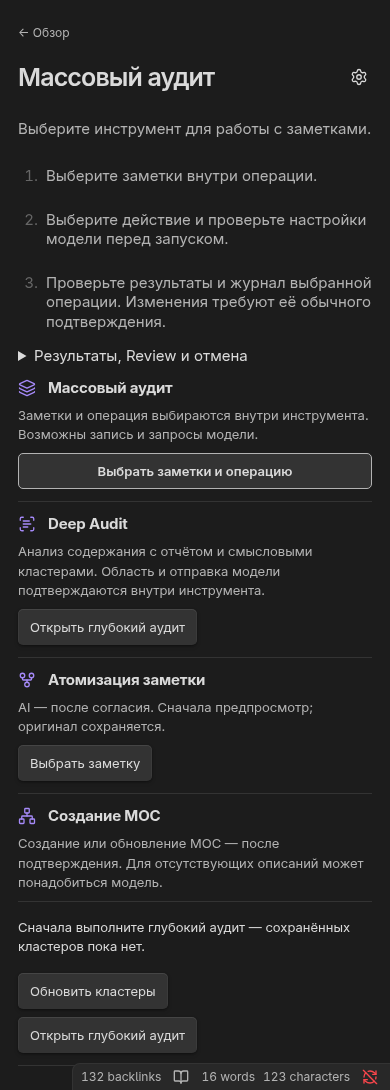 ← Обзор
Массовый аудит
Выберите инструмент для работы с заметками.
1. Выберите заметки внутри операции.
2. Выберите действие и проверьте настройки
модели перед запуском.
3. Проверьте результаты и журнал выбранной
операции. Изменения требуют её обычного
подтверждения.
▶ Результаты, Review и отмена
Массовый аудит
Заметки и операция выбираются внутри инструмента.
Возможны запись и запросы модели.
Выбрать заметки и операцию
Deep Audit
Анализ содержания с отчётом и смысловыми
кластерами. Область и отправка модели
подтверждаются внутри инструмента.
Открыть глубокий аудит
Атомизация заметки
AI — после согласия. Сначала предпросмотр;
оригинал сохраняется.
Выбрать заметку
Создание MOC
Создание или обновление MOC — после
подтверждения. Для отсутствующих описаний может
понадобиться модель.
Сначала выполните глубокий аудит — сохранённых
кластеров пока нет.
Обновить кластеры
Открыть глубокий аудит
132 backlinks 16 words 123 characters